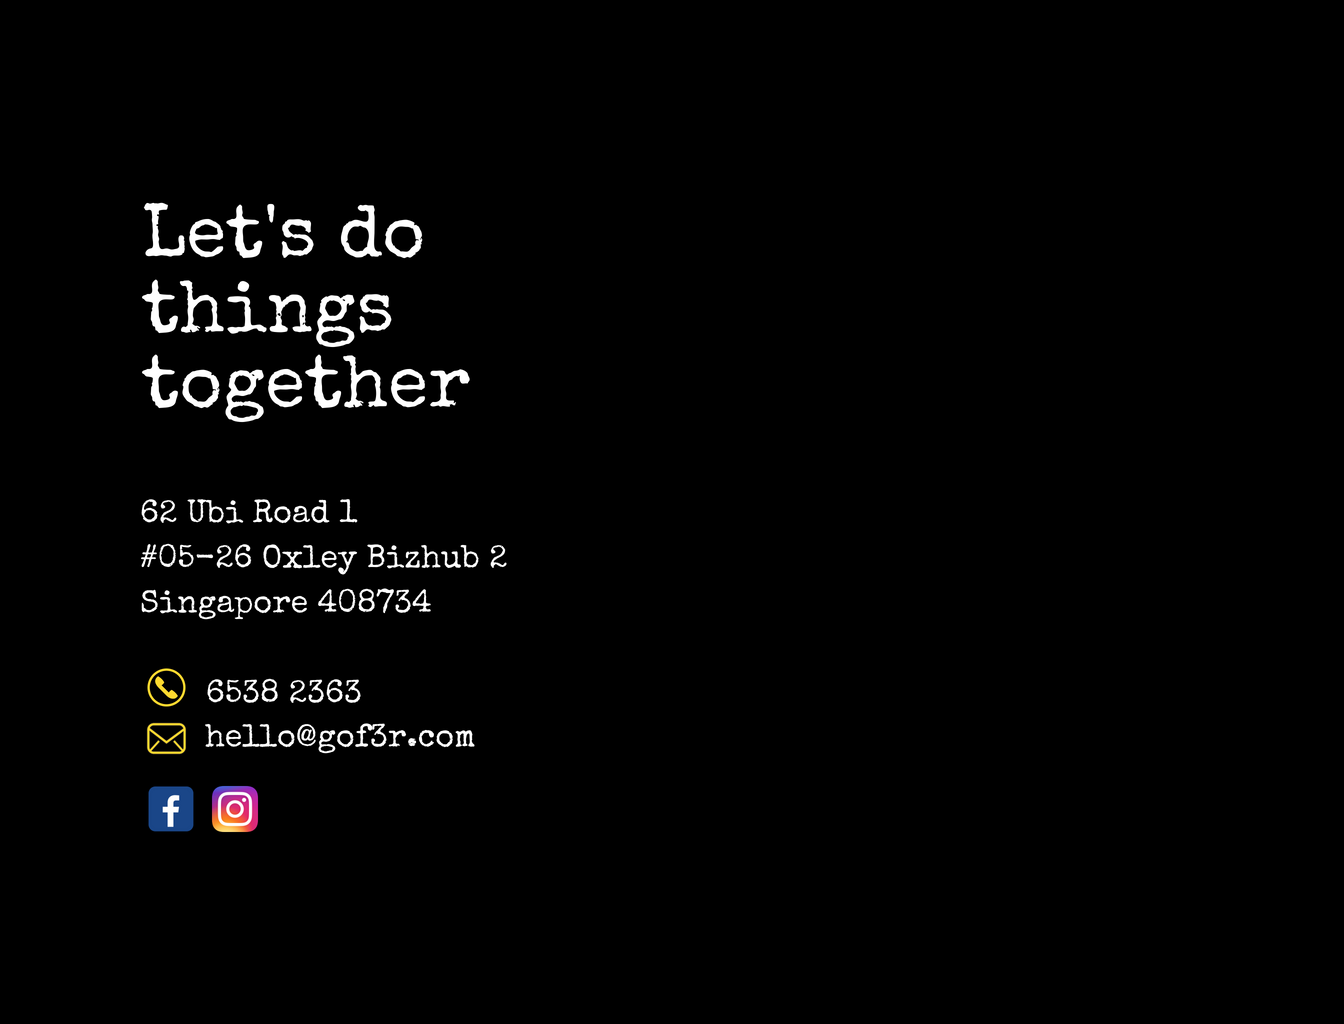 Let's do
things
together
62 Ubi Road 1
#05-26 Oxley Bizhub 2
Singapore 408734
6538 2363
hello@gof3r.com